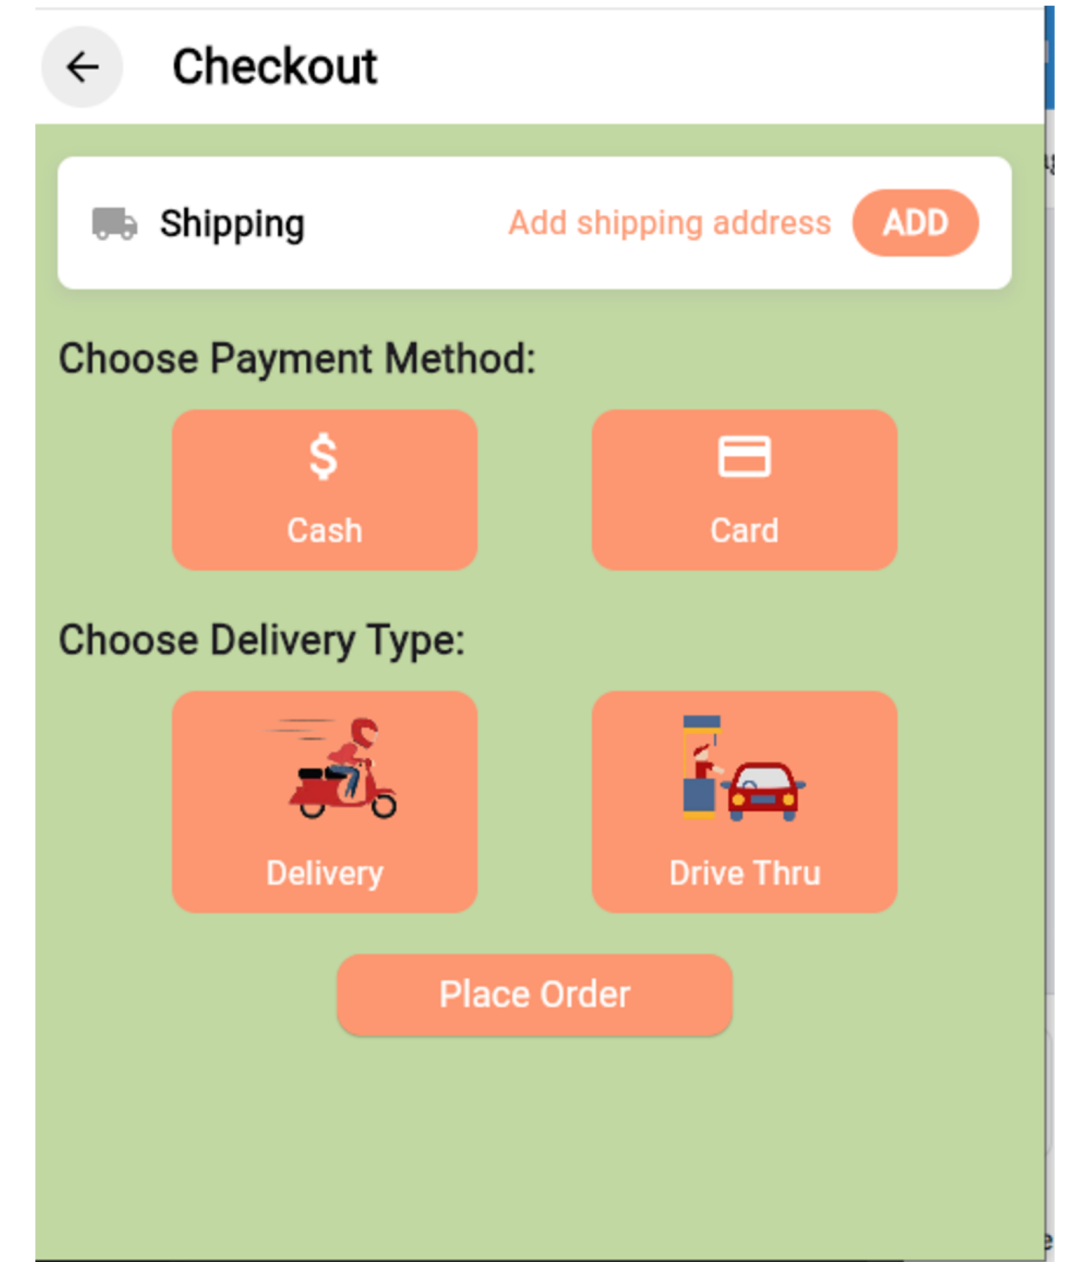 Checkout
Shipping Add shipping address ADD
Choose Payment Method:
$
Cash Card
Choose Delivery Type:
Delivery Drive Thru
Place Order